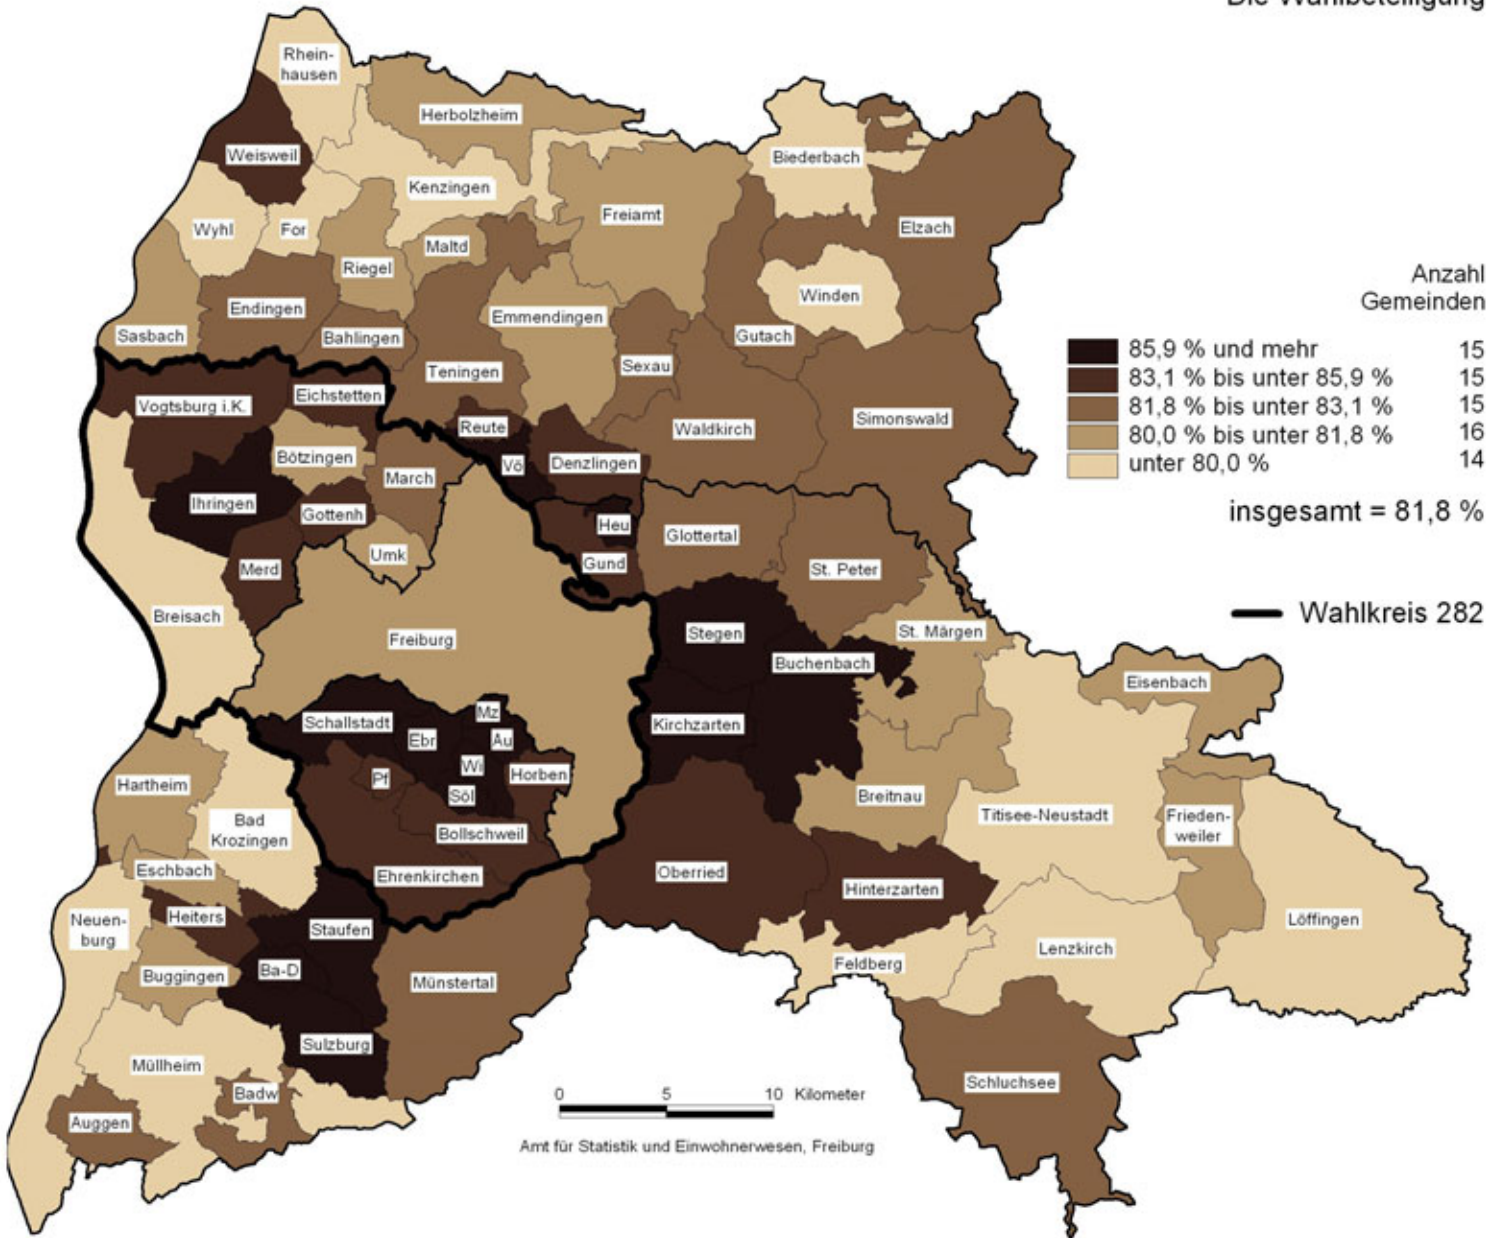 Die Wahlbeteiligung
Rhein-
hausen
Herbolzheim
Weisweil
Biederbach
Kenzingen
Freiamt
Wyhl
For
Elzach
Maltd
Riegel
Winden
Endingen
Emmendingen
Sasbach
Bahlingen
Gutach
Sexau
Teningen
Anzahl
Gemeinden
85,9 % und mehr 15
83,1 % bis unter 85,9 % 15
81,8 % bis unter 83,1 % 15
80,0 % bis unter 81,8 % 16
unter 80,0 % 14
insgesamt = 81,8 %
Wahlkreis 282
Vogtsburg i.K.
Eichstetten
Simonswald
Reute
Waldkirch
Bötzingen
Vö
Denzlingen
March
Ihringen
Gottenh
Heu
Glottertal
Umk
Gund
Merd
St. Peter
Breisach
Freiburg
Stegen
St. Märgen
Buchenbach
Eisenbach
Schallstadt
Mz
Kirchzarten
Ebr
Au
Wi
Horben
Pf
Hartheim
Söl
Breitnau
Titisee-Neustadt
Frieden-
weiler
Bad
Krozingen
Bollschweil
Eschbach
Ehrenkirchen
Oberried
Hinterzarten
Heiters
Neuen-
burg
Staufen
Löffingen
Lenzkirch
Feldberg
Ba-D
Buggingen
Münstertal
Sulzburg
Müllheim
Schluchsee
Badw
Auggen
0 5 10 Kilometer
Amt für Statistik und Einwohnerwesen, Freiburg